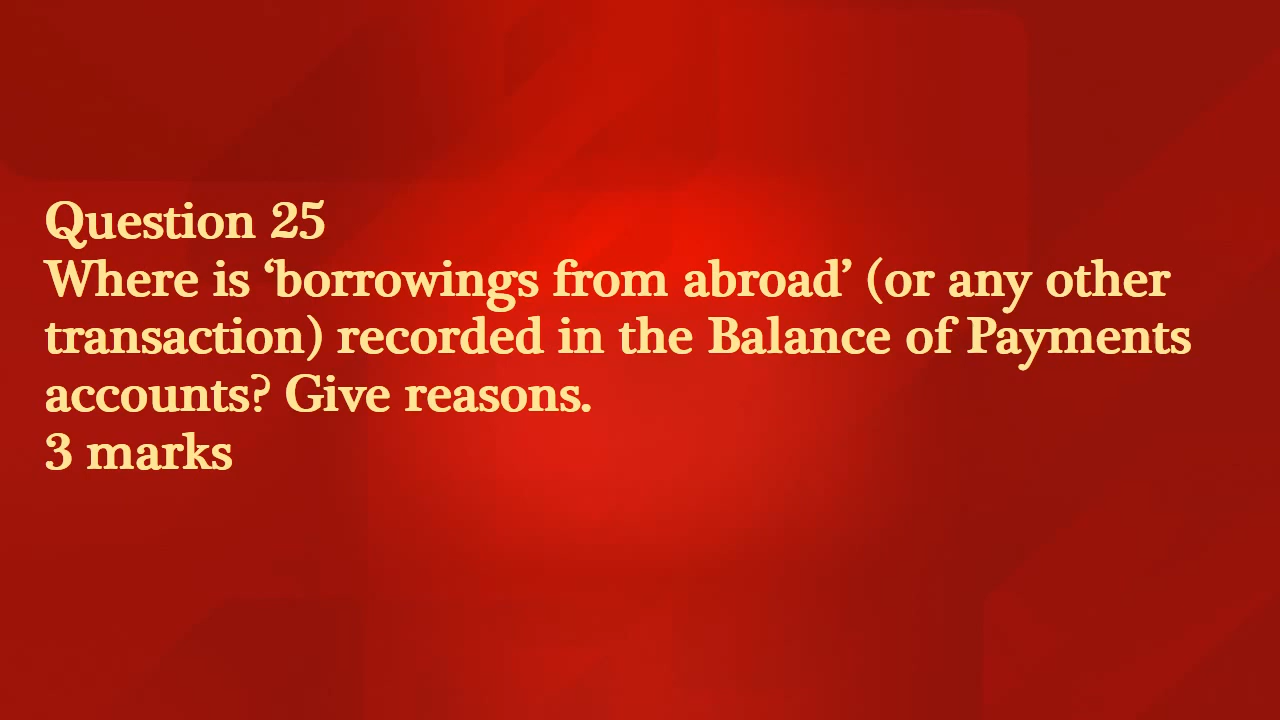 Question 25
Where is ‘borrowings from abroad’ (or any other
transaction) recorded in the Balance of Payments
accounts? Give reasons.
3 marks